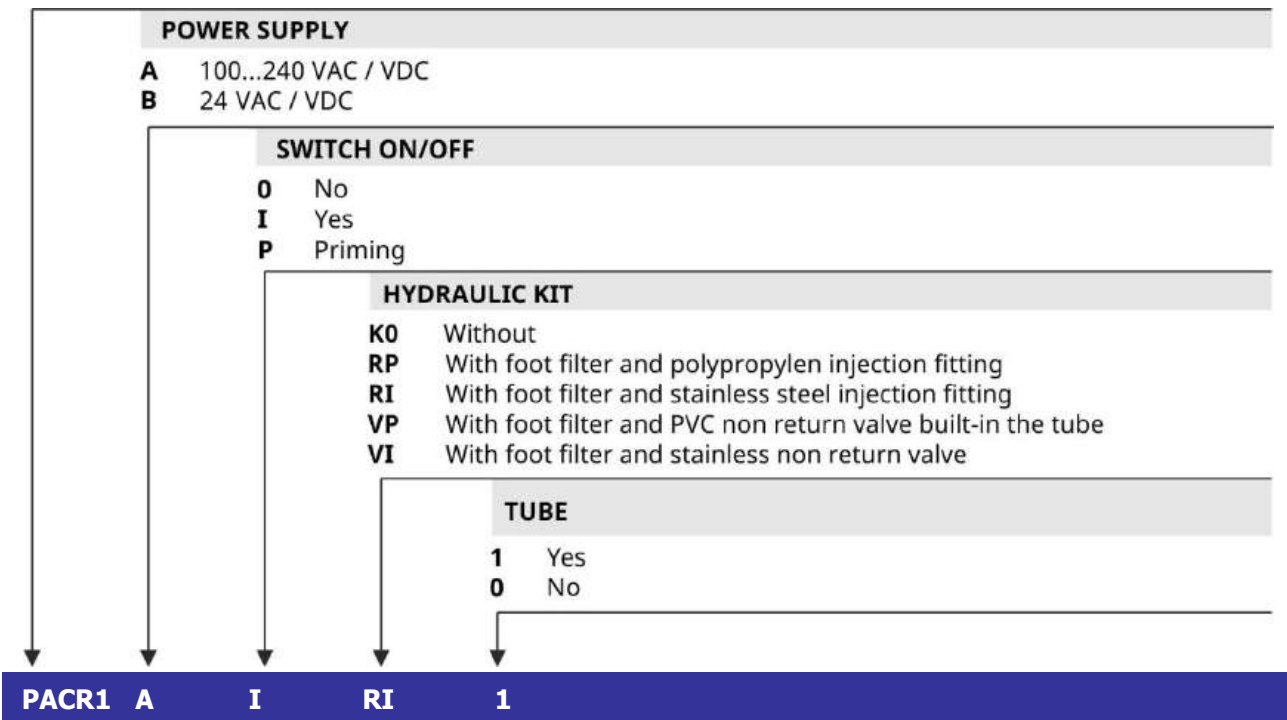 POWER SUPPLY
A 100...240 VAC / VDC
B 24 VAC / VDC
SWITCH ON/OFF
0 No
I Yes
P Priming
HYDRAULIC KIT
K0 Without
RP With foot filter and polypropylen injection fitting
RI With foot filter and stainless steel injection fitting
VP With foot filter and PVC non return valve built-in the tube
VI With foot filter and stainless non return valve
TUBE
1 Yes
0 No
PACR1 A I RI 1